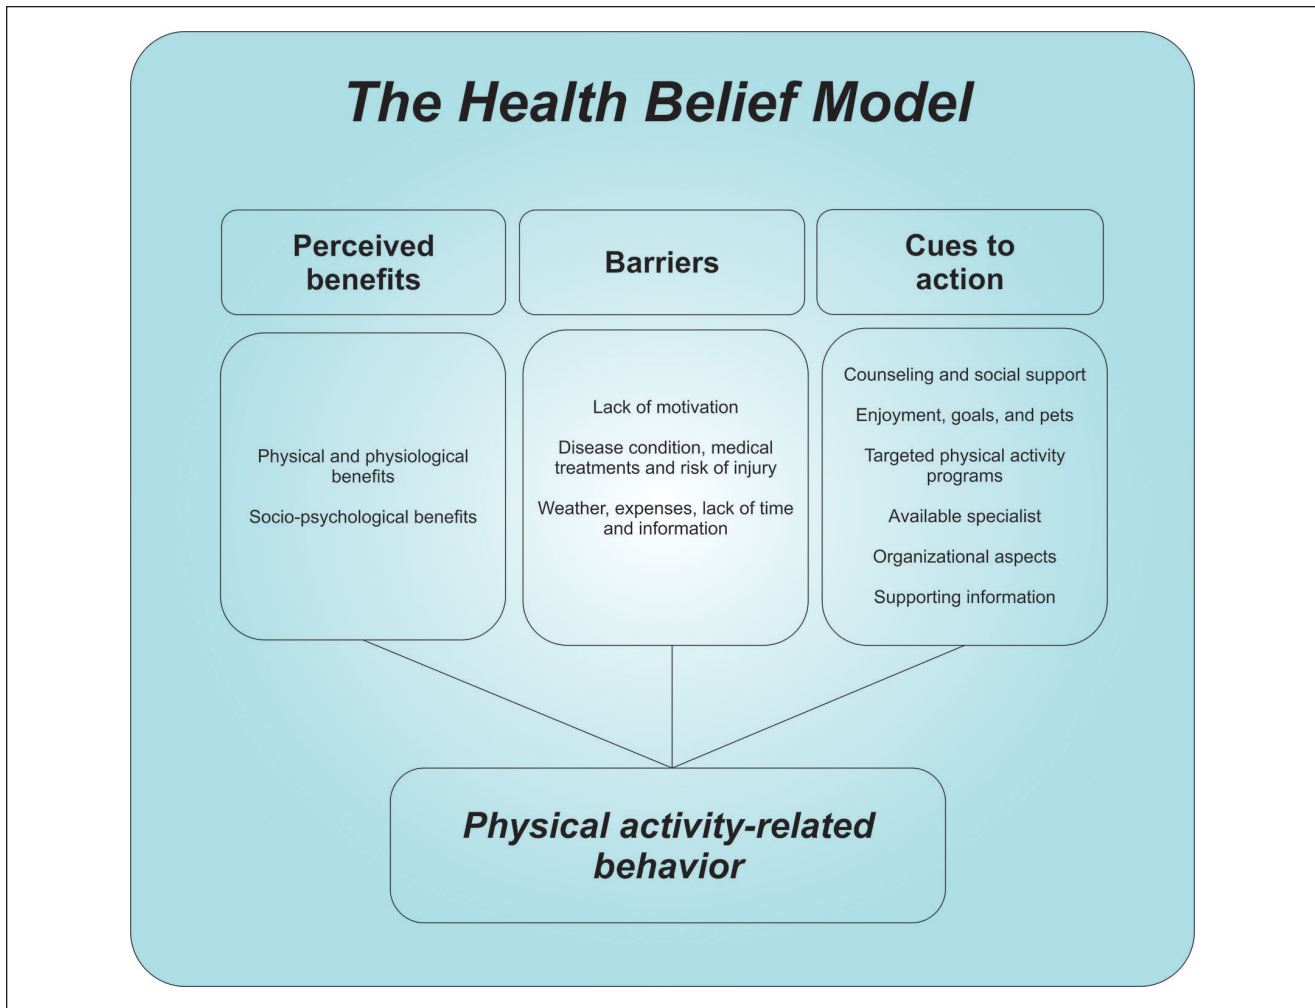 The Health Belief Model
Perceived
benefits
Barriers
Cues to
action
Physical and physiological
benefits
Socio-psychological benefits
Lack of motivation
Disease condition, medical
treatments and risk of injury
Weather, expenses, lack of time
and information
Counseling and social support
Enjoyment, goals, and pets
Targeted physical activity
programs
Available specialist
Organizational aspects
Supporting information
Physical activity-related
behavior